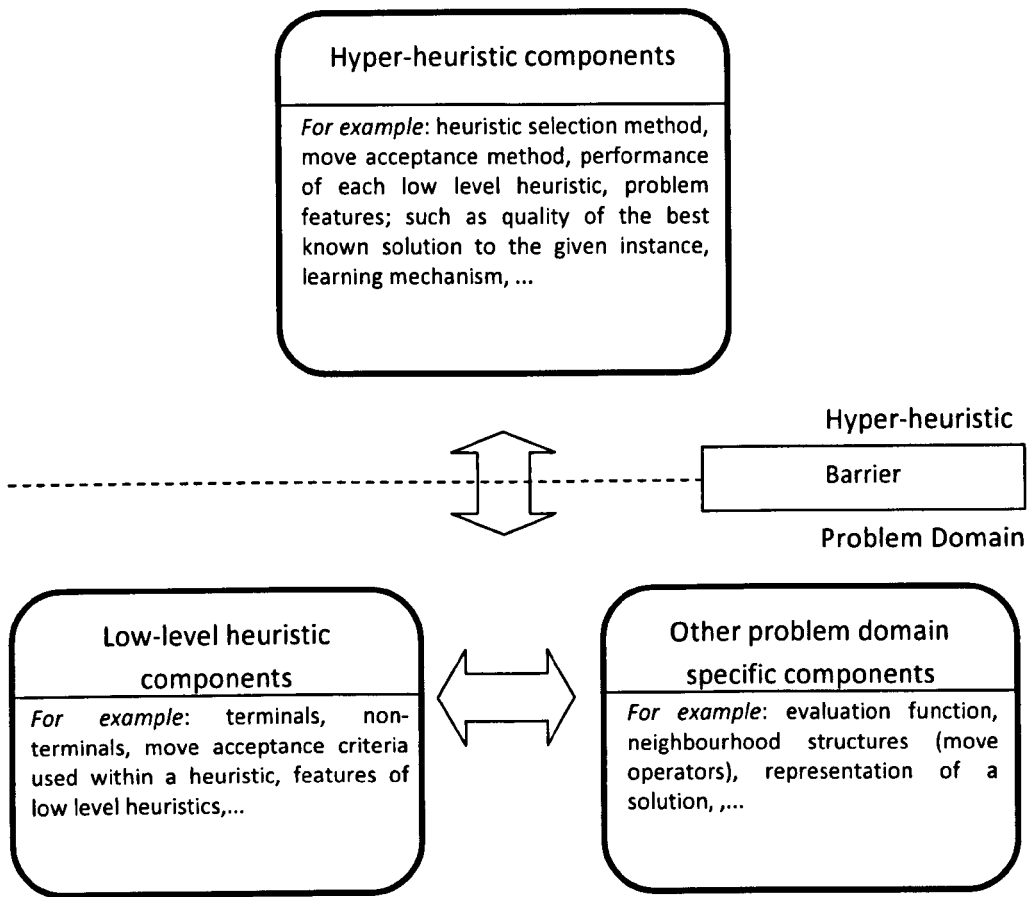 Hyper-heuristic components
For example: heuristic selection method,
move acceptance method, performance
of each low level heuristic, problem
features; such as quality of the best
known solution to the given instance,
learning mechanism, ...
Hyper-heuristic
Barrier
Problem Domain
Low-level heuristic
components
For example: terminals, non-
terminals, move acceptance criteria
used within a heuristic, features of
low level heuristics,...
Other problem domain
specific components
For example: evaluation function,
neighbourhood structures (move
operators), representation of a
solution, ,...